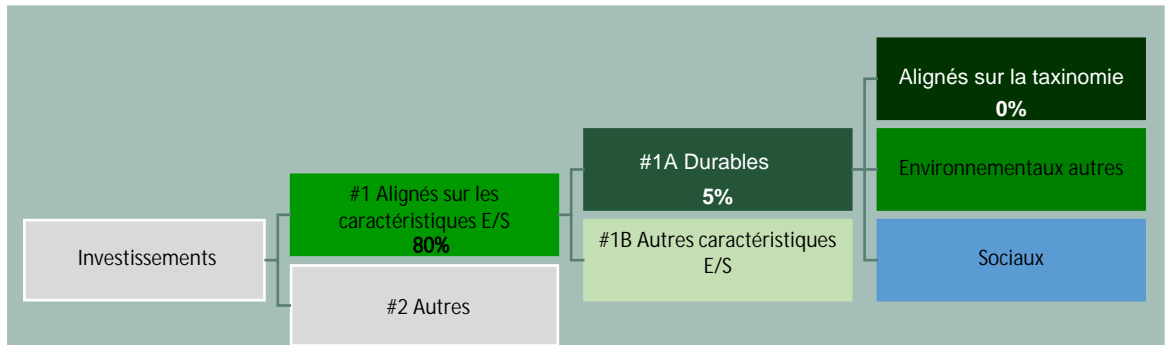 Investissements
#1 Alignés sur les
caractéristiques E/S
80%
#2 Autres
#1A Durables
5%
#1B Autres caractéristiques
E/S
Alignés sur la taxinomie
0%
Environnementaux autres
Sociaux